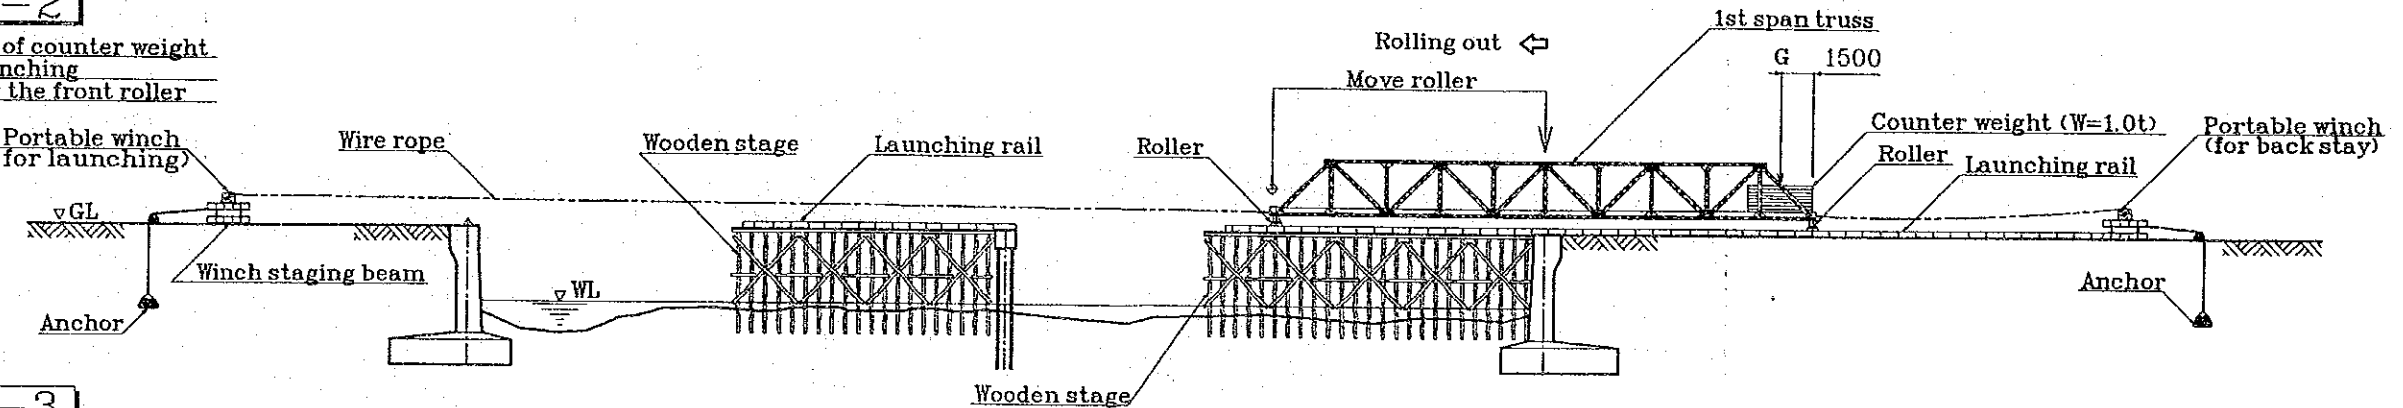 -2
of counter weight
nching
the front roller
1st span truss
Rolling out
G 1500
Move roller
Portable winch
for launching)
Wire rope
Wooden stage
Launching rail
Roller
Counter weight (W=1.0t)
Roller
Launching rail
Portable winch
(for back stay)
GL
Winch staging beam
WL
Anchor
Anchor
Wooden stage
-3